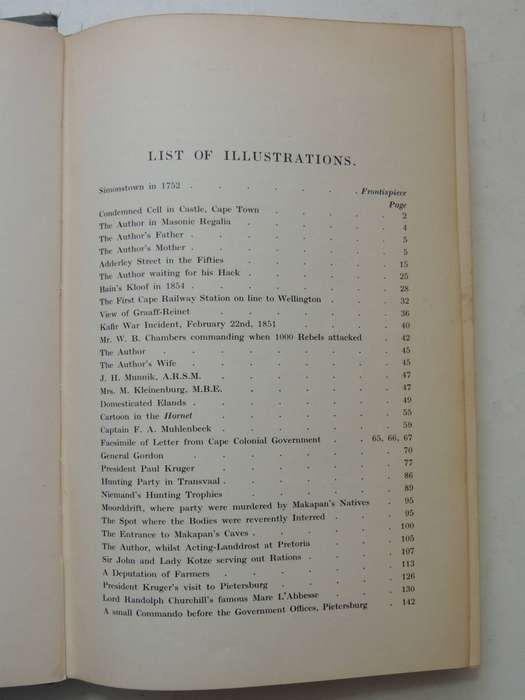 LIST OF ILLUSTRATIONS.
Simonstown in 1752 . . . . . . . Frontispiece
Page
Condemned Cell in Castle, Cape Town . . . . 2
The Author in Masonic Regalia . . . . . 4
The Author's Father . . . . . . . 5
The Author's Mother . . . . . . . 5
Adderley Street in the Fifties . . . . . 15
The Author waiting for his Hack . . . . . 25
Bain's Kloof in 1854 . . . . . . . 28
The First Cape Railway Station on line to Wellington . . . 32
View of Graaff-Reinet . . . . . . 36
Kafir War Incident, February 22nd, 1851 . . . . 40
Mr. W. B. Chambers commanding when 1000 Rebels attacked . 42
The Author . . . . . . . . 45
The Author's Wife . . . . . . . 45
J. H. Munnik, A.R.S.M. . . . . . . 47
Mrs. M. Kleinenburg, M.B.E. . . . . . 47
Domesticated Elands . . . . . . . 49
Cartoon in the Hornet . . . . . . 55
Captain F. A. Muhlenbeck . . . . . . 59
Facsimile of Letter from Cape Colonial Government . . 65, 66, 67
General Gordon . . . . . . . 70
President Paul Kruger . . . . . . 77
Hunting Party in Transvaal . . . . . . 86
Niemand's Hunting Trophies . . . . . 89
Moorddrift, where party were murdered by Makapan's Natives . 95
The Spot where the Bodies were reverently Interred . . . 95
The Entrance to Makapan's Caves . . . . . 100
The Author, whilst Acting-Landdrost at Pretoria . . . 105
Sir John and Lady Kotze serving out Rations . . . . 107
A Deputation of Farmers . . . . . . 113
President Kruger's visit to Pietersburg . . . . 126
Lord Randolph Churchill's famous Mare L'Abbesse . . . 130
A small Commando before the Government Offices, Pietersburg . 142